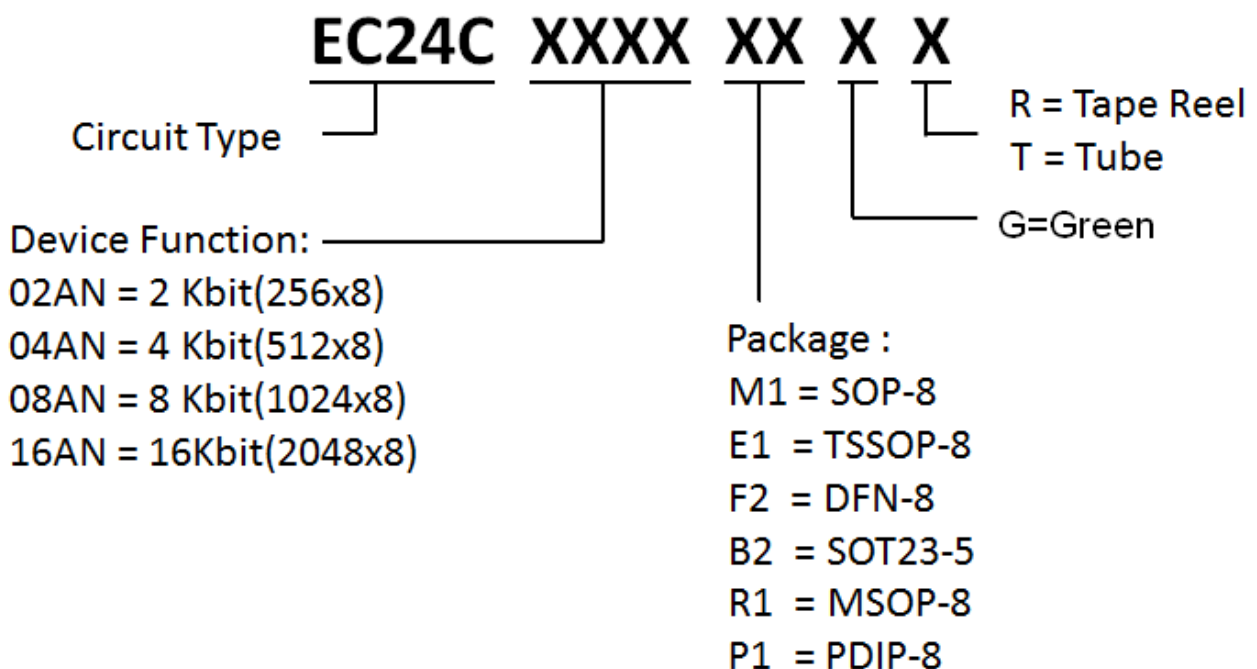 EC24C XXXX XX X X
Circuit Type
R = Tape Reel
T = Tube
G=Green
Device Function:
02AN = 2 Kbit(256x8)
04AN = 4 Kbit(512x8)
08AN = 8 Kbit(1024x8)
16AN = 16Kbit(2048x8)
Package :
M1 = SOP-8
E1 = TSSOP-8
F2 = DFN-8
B2 = SOT23-5
R1 = MSOP-8
P1 = PDIP-8